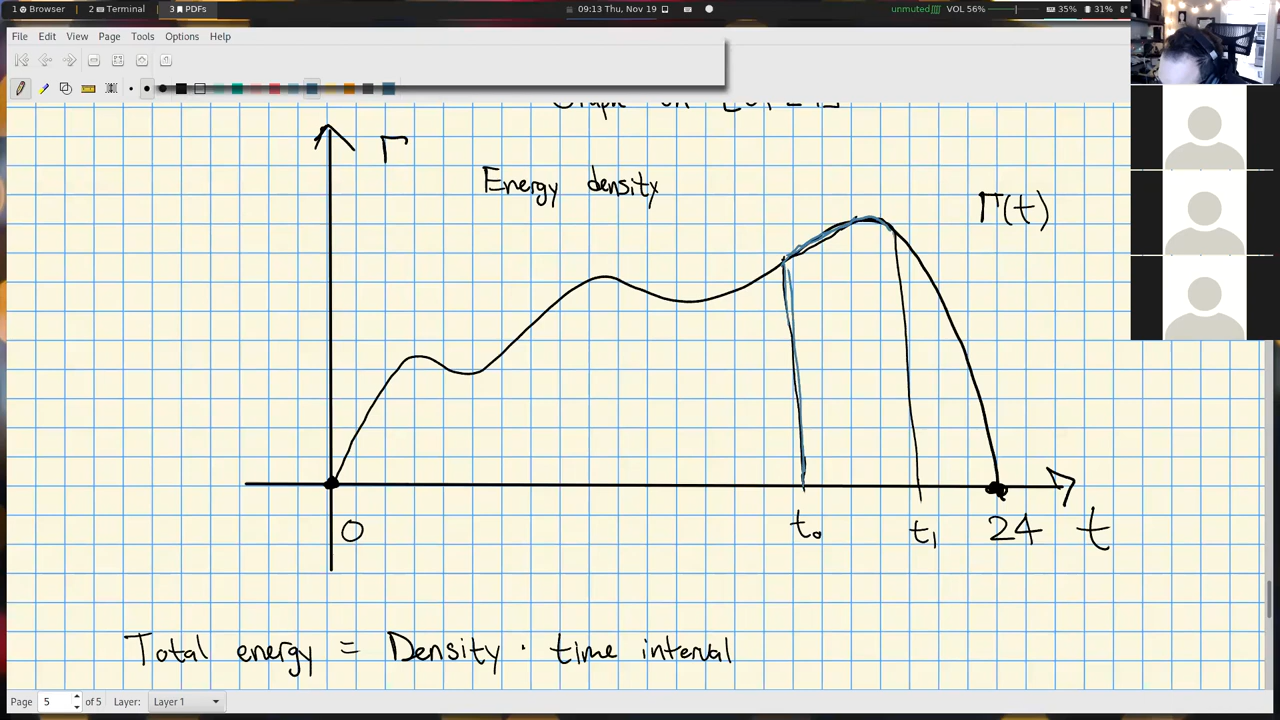 1 Browser 2 Terminal 3 PDFs 09:13 Thu, Nov 19 unmuted VOL 56% 35% 31%
File Edit View Page Tools Options Help
Graph on
Γ
Energy density
Γ(t)
0 t₀ t₁ 24 t
Total energy = Density · time interval
Page 5 of 5 Layer: Layer 1